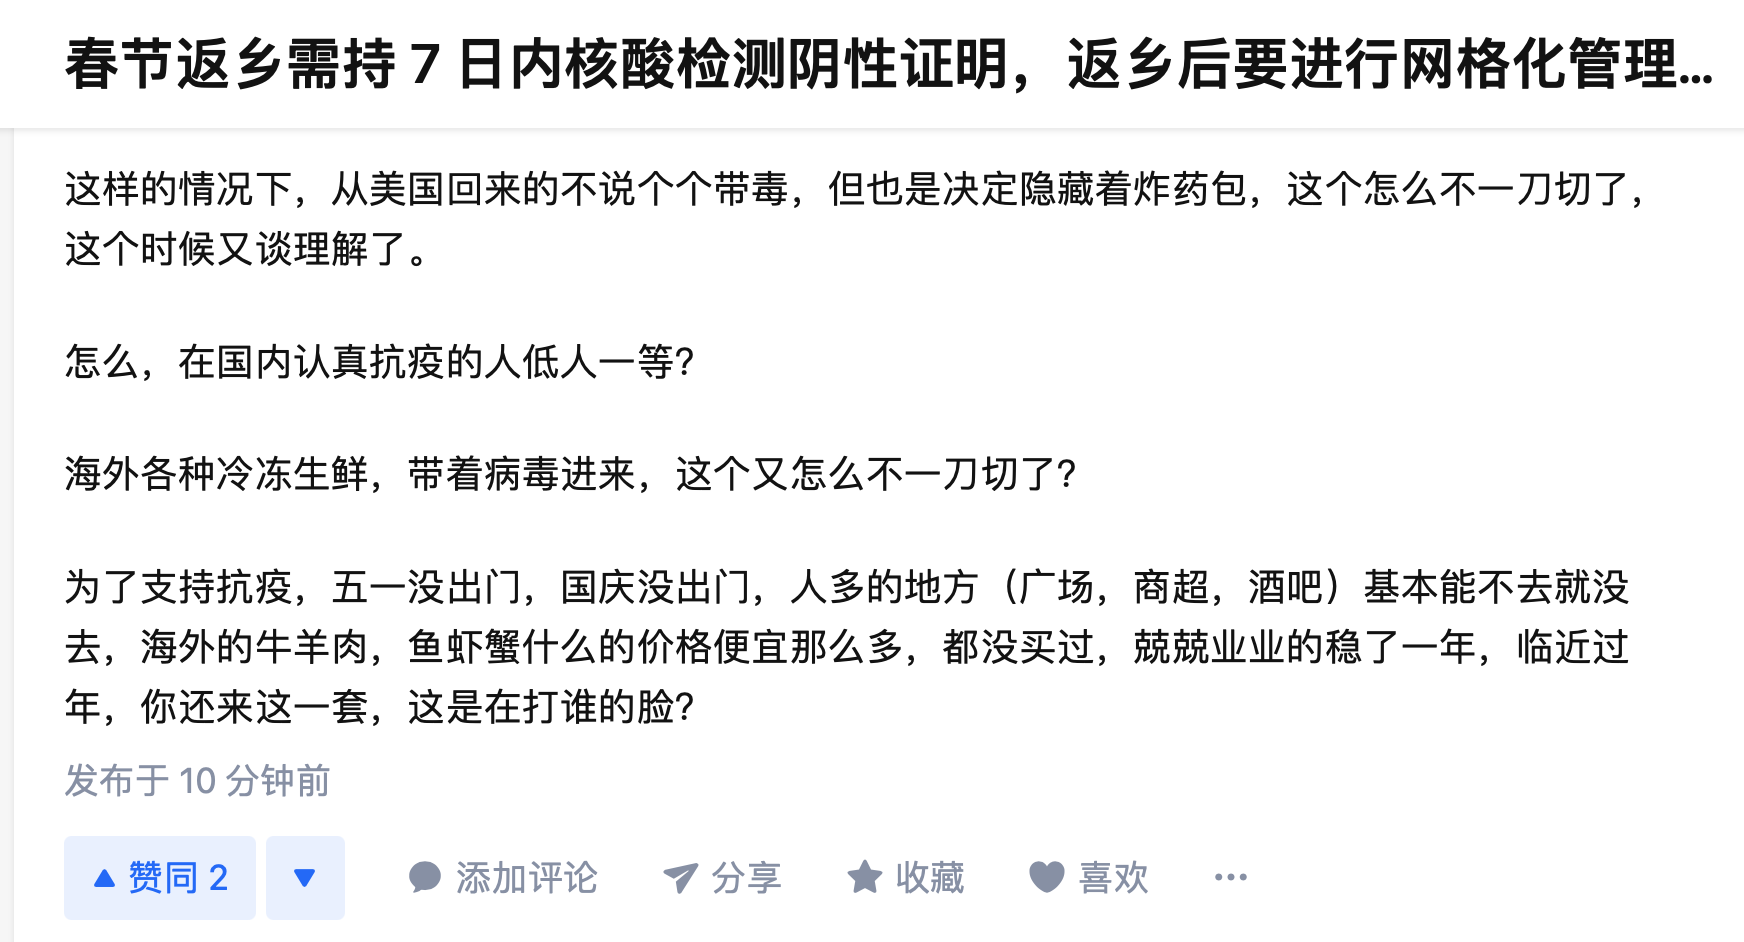 春节返乡需持 7 日内核酸检测阴性证明，返乡后要进行网格化管理...
这样的情况下，从美国回来的不说个个带毒，但也是决定隐藏着炸药包，这个怎么不一刀切了，
这个时候又谈理解了。
怎么，在国内认真抗疫的人低人一等？
海外各种冷冻生鲜，带着病毒进来，这个又怎么不一刀切了？
为了支持抗疫，五一没出门，国庆没出门，人多的地方（广场，商超，酒吧）基本能不去就没
去，海外的牛羊肉，鱼虾蟹什么的价格便宜那么多，都没买过，兢兢业业的稳了一年，临近过
年，你还来这一套，这是在打谁的脸？
发布于 10 分钟前
赞同 2 添加评论 分享 收藏 喜欢